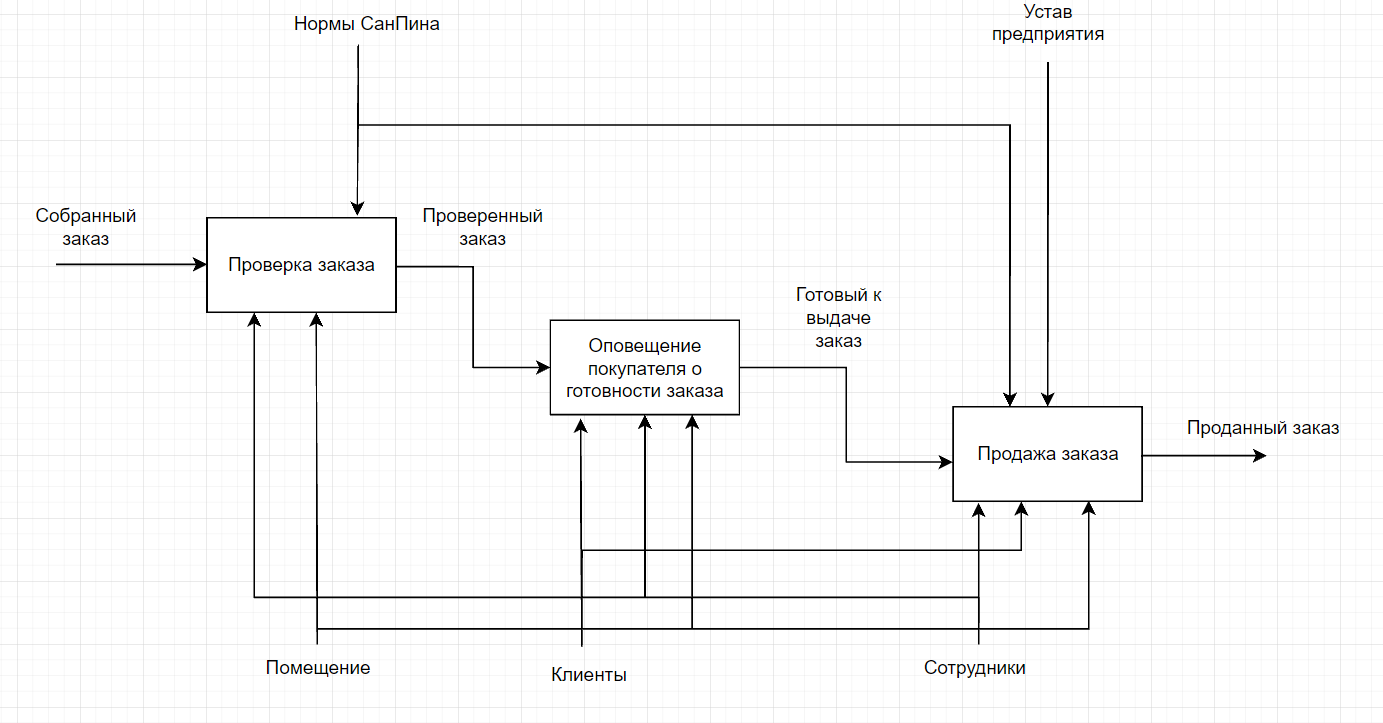 Нормы СанПина
Устав
предприятия
Собранный
заказ
Проверка заказа
Проверенный
заказ
Оповещение
покупателя о
готовности заказа
Готовый к
выдаче
заказ
Продажа заказа
Проданный заказ
Помещение
Клиенты
Сотрудники